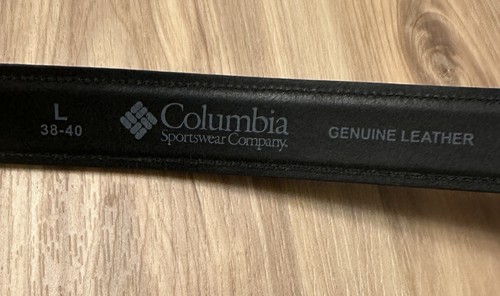 L
38-40
Columbia
Sportswear Company.
GENUINE LEATHER